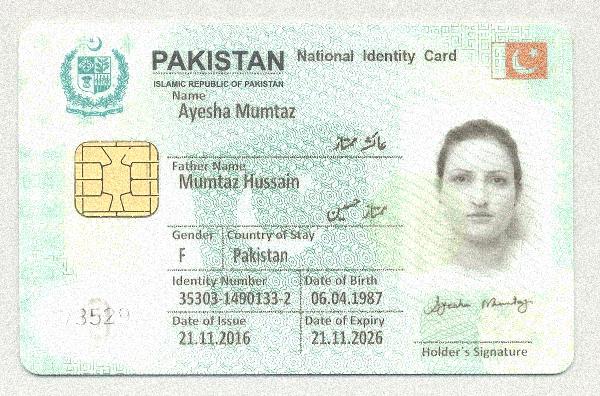 PAKISTAN National Identity Card
ISLAMIC REPUBLIC OF PAKISTAN
Name
Ayesha Mumtaz
عائشہ ممتاز
Father Name
Mumtaz Hussain
ممتاز حسین
Gender Country of Stay
F Pakistan
Identity Number Date of Birth
35303-1490133-2 06.04.1987
Date of Issue Date of Expiry
21.11.2016 21.11.2026
3529
Ayesha Mumtaz
Holder's Signature